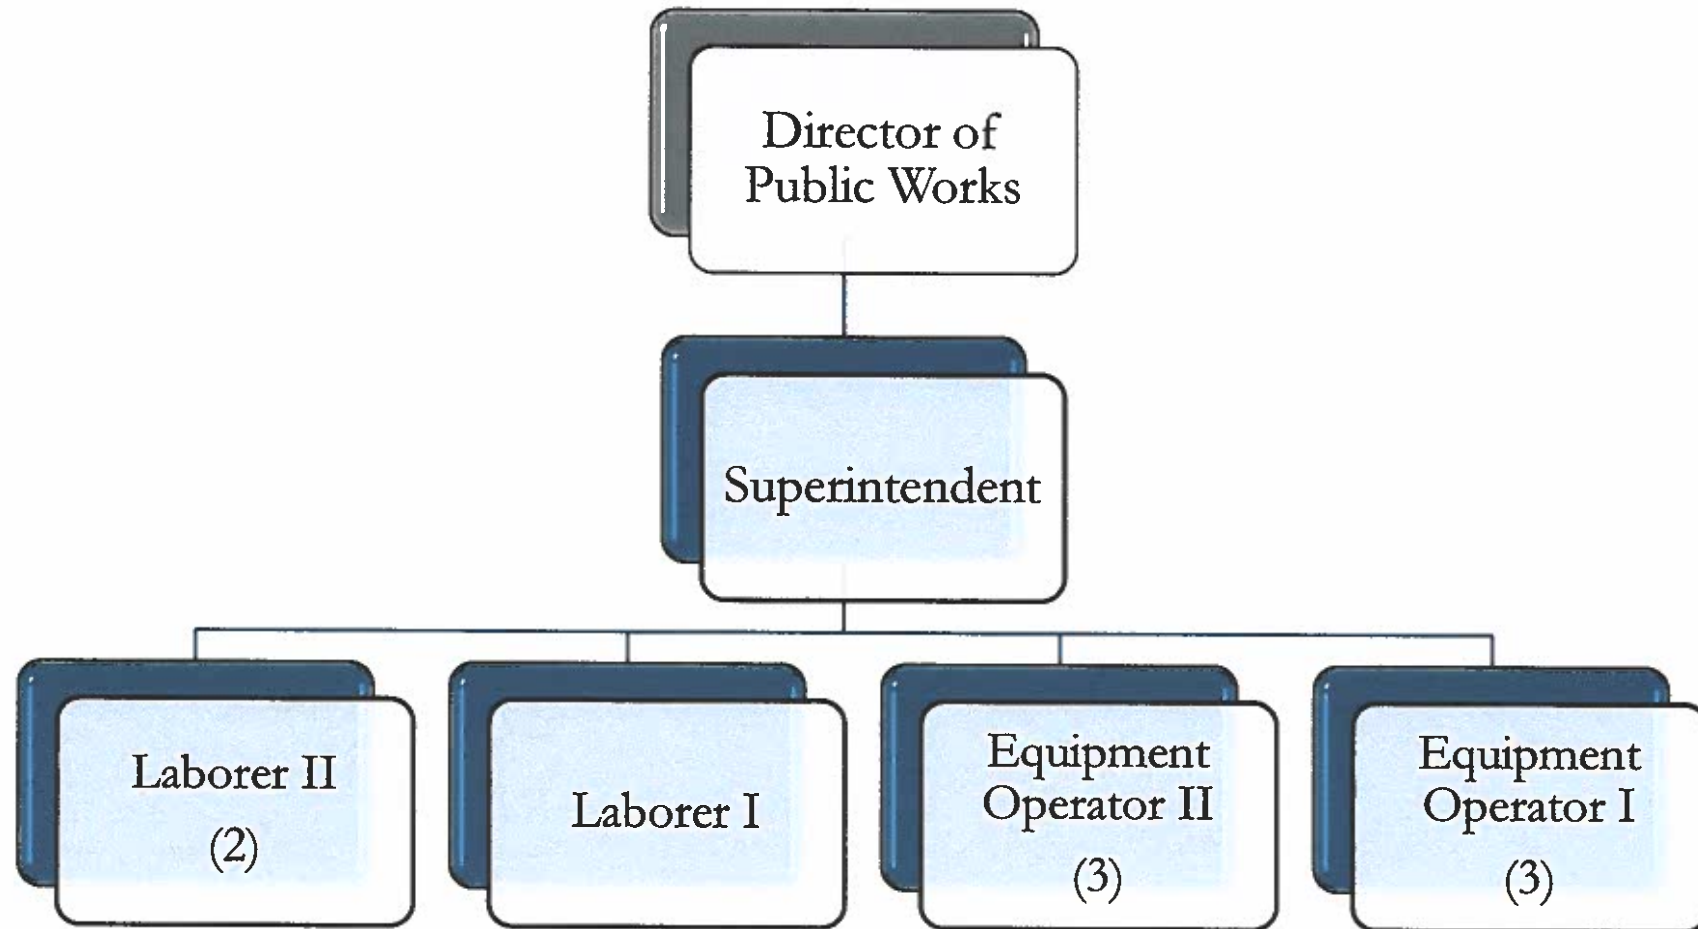 Director of
Public Works
Superintendent
Laborer II
(2)
Laborer I
Equipment
Operator II
(3)
Equipment
Operator I
(3)